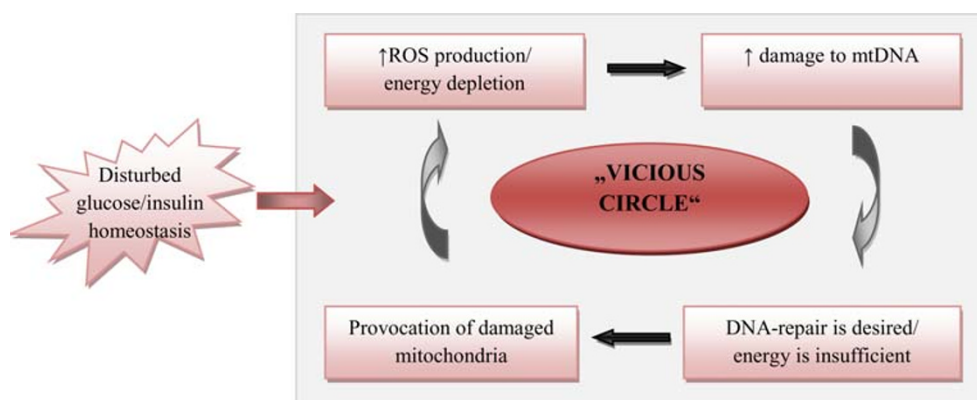 ↑ROS production/
energy depletion
↑ damage to mtDNA
Disturbed
glucose/insulin
homeostasis
„VICIOUS
CIRCLE“
Provocation of damaged
mitochondria
DNA-repair is desired/
energy is insufficient